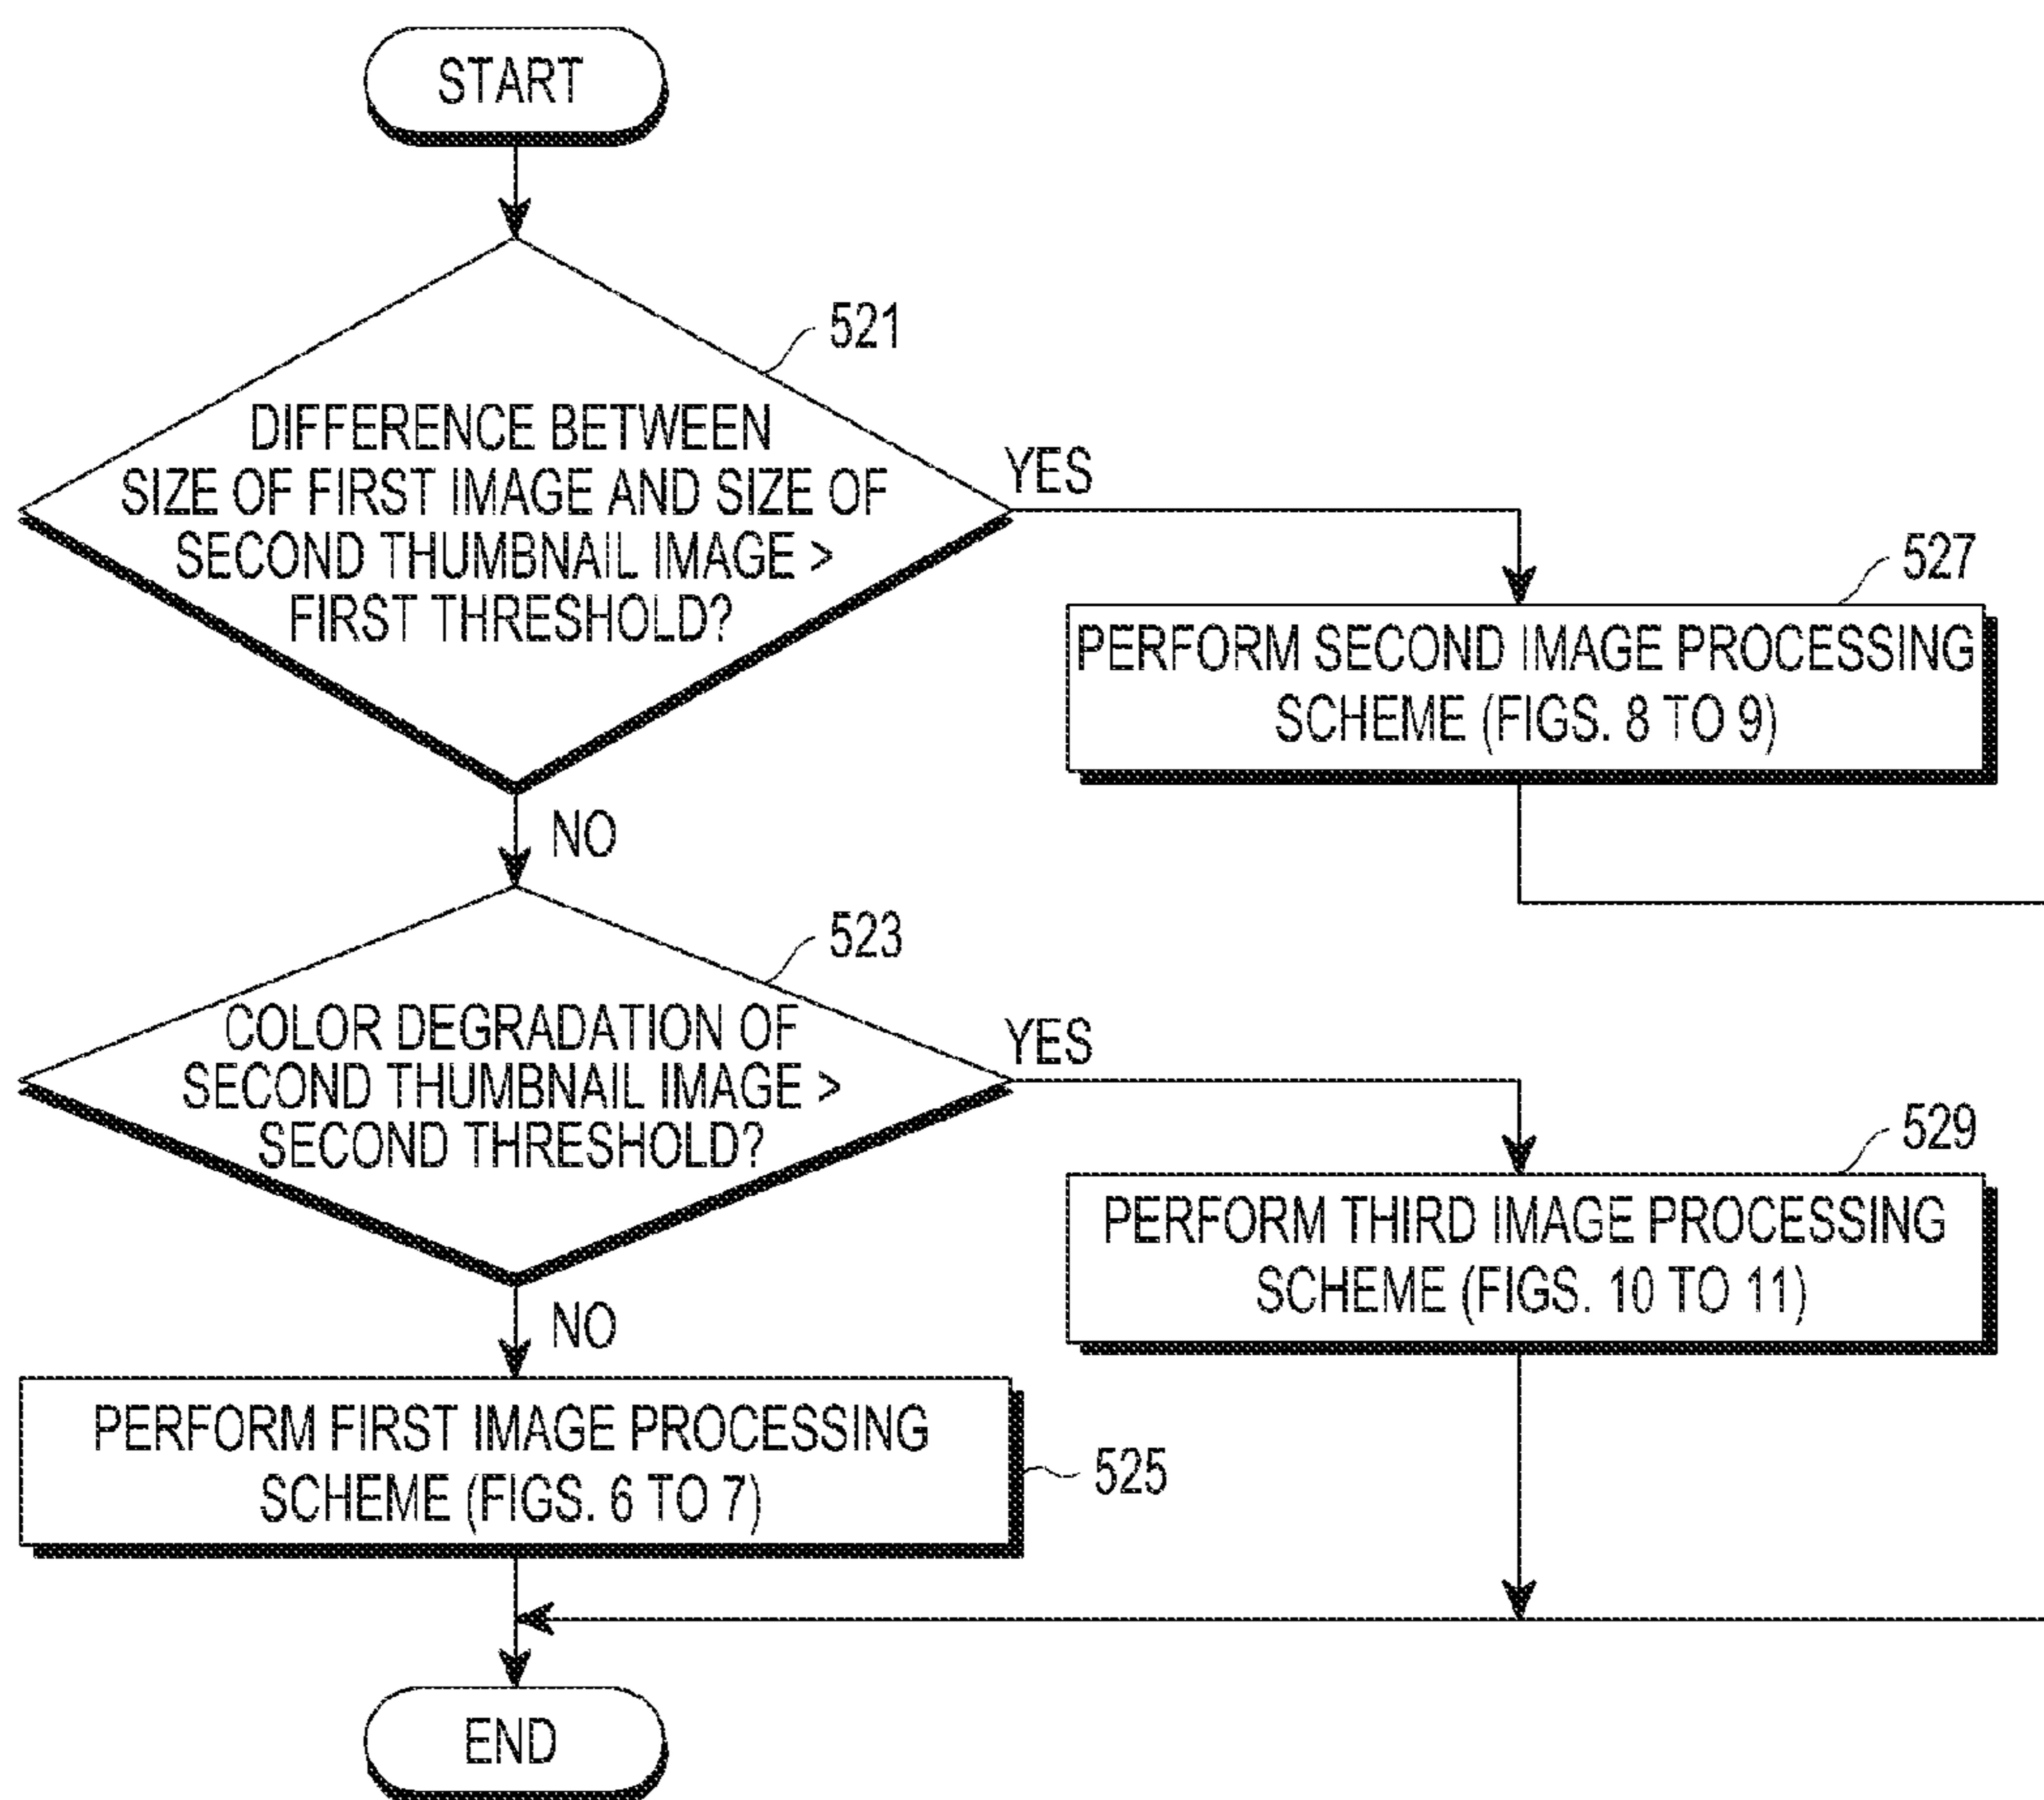 START
521
DIFFERENCE BETWEEN
SIZE OF FIRST IMAGE AND SIZE OF
SECOND THUMBNAIL IMAGE >
FIRST THRESHOLD?
YES
527
PERFORM SECOND IMAGE PROCESSING
SCHEME (FIGS. 8 TO 9)
NO
523
COLOR DEGRADATION OF
SECOND THUMBNAIL IMAGE >
SECOND THRESHOLD?
YES
529
PERFORM THIRD IMAGE PROCESSING
SCHEME (FIGS. 10 TO 11)
NO
PERFORM FIRST IMAGE PROCESSING
SCHEME (FIGS. 6 TO 7)
525
END